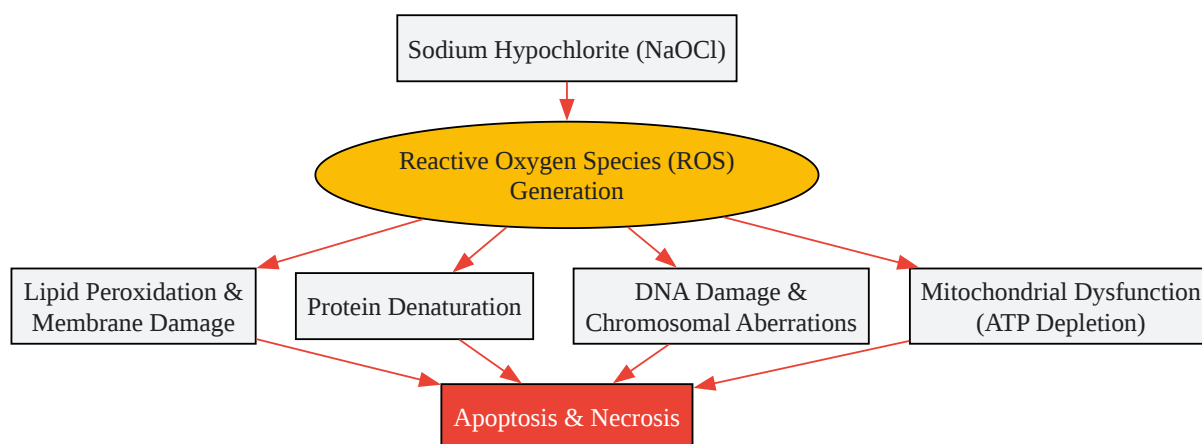 Sodium Hypochlorite (NaOCl)
Reactive Oxygen Species (ROS)
Generation
Lipid Peroxidation &
Membrane Damage
Protein Denaturation
DNA Damage &
Chromosomal Aberrations
Mitochondrial Dysfunction
(ATP Depletion)
Apoptosis & Necrosis